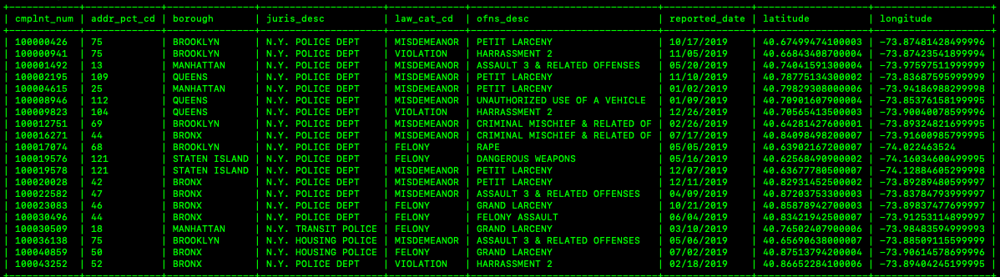 cmplnt_num | addr_pct_cd | borough | juris_desc | law_cat_cd | ofns_desc | reported_date | latitude | longitude
100000426 | 75 | BROOKLYN | N.Y. POLICE DEPT | MISDEMEANOR | PETIT LARCENY | 10/17/2019 | 40.67499474100003 | -73.87481428499996
100000941 | 75 | BROOKLYN | N.Y. POLICE DEPT | VIOLATION | HARRASSMENT 2 | 11/05/2019 | 40.66843408700004 | -73.87423541899994
100001492 | 13 | MANHATTAN | N.Y. POLICE DEPT | MISDEMEANOR | ASSAULT 3 & RELATED OFFENSES | 05/20/2019 | 40.74041591300004 | -73.97597511999999
100002195 | 109 | QUEENS | N.Y. POLICE DEPT | MISDEMEANOR | PETIT LARCENY | 11/10/2019 | 40.78775134300002 | -73.83687595999999
100004615 | 25 | MANHATTAN | N.Y. POLICE DEPT | MISDEMEANOR | PETIT LARCENY | 01/02/2019 | 40.79829308000006 | -73.94186988299998
100008946 | 112 | QUEENS | N.Y. POLICE DEPT | MISDEMEANOR | UNAUTHORIZED USE OF A VEHICLE | 01/09/2019 | 40.70901607900004 | -73.85376158199995
100009823 | 104 | QUEENS | N.Y. POLICE DEPT | VIOLATION | HARRASSMENT 2 | 12/26/2019 | 40.70565413500003 | -73.90040078599996
100012751 | 69 | BROOKLYN | N.Y. POLICE DEPT | MISDEMEANOR | CRIMINAL MISCHIEF & RELATED OF | 02/26/2019 | 40.64281427600001 | -73.89324821699995
100016271 | 44 | BRONX | N.Y. POLICE DEPT | MISDEMEANOR | CRIMINAL MISCHIEF & RELATED OF | 07/17/2019 | 40.84098498200007 | -73.91600985799995
100017074 | 68 | BROOKLYN | N.Y. POLICE DEPT | FELONY | RAPE | 05/05/2019 | 40.63902167200007 | -74.022463524
100019576 | 121 | STATEN ISLAND | N.Y. POLICE DEPT | FELONY | DANGEROUS WEAPONS | 05/16/2019 | 40.62568490900002 | -74.16034600499995
100019578 | 121 | STATEN ISLAND | N.Y. POLICE DEPT | MISDEMEANOR | PETIT LARCENY | 12/07/2019 | 40.63677780500007 | -74.12884605299998
100020028 | 42 | BRONX | N.Y. POLICE DEPT | MISDEMEANOR | PETIT LARCENY | 12/11/2019 | 40.82931452500002 | -73.89289480599997
100022582 | 47 | BRONX | N.Y. POLICE DEPT | MISDEMEANOR | ASSAULT 3 & RELATED OFFENSES | 04/09/2019 | 40.87203753300003 | -73.83784793999997
100023083 | 46 | BRONX | N.Y. POLICE DEPT | FELONY | GRAND LARCENY | 10/21/2019 | 40.85878942700003 | -73.89837477699997
100030496 | 44 | BRONX | N.Y. POLICE DEPT | FELONY | FELONY ASSAULT | 06/04/2019 | 40.83421942500007 | -73.91253114899997
100030509 | 18 | MANHATTAN | N.Y. TRANSIT POLICE | FELONY | GRAND LARCENY | 03/10/2019 | 40.76502407900006 | -73.98483594999993
100036138 | 75 | BROOKLYN | N.Y. HOUSING POLICE | MISDEMEANOR | ASSAULT 3 & RELATED OFFENSES | 05/06/2019 | 40.65690638000007 | -73.88509115599995
100040859 | 50 | BRONX | N.Y. HOUSING POLICE | FELONY | GRAND LARCENY | 07/02/2019 | 40.87513794200004 | -73.90614578699996
100043252 | 52 | BRONX | N.Y. POLICE DEPT | VIOLATION | HARRASSMENT 2 | 02/18/2019 | 40.86652284100006 | -73.89404245199995